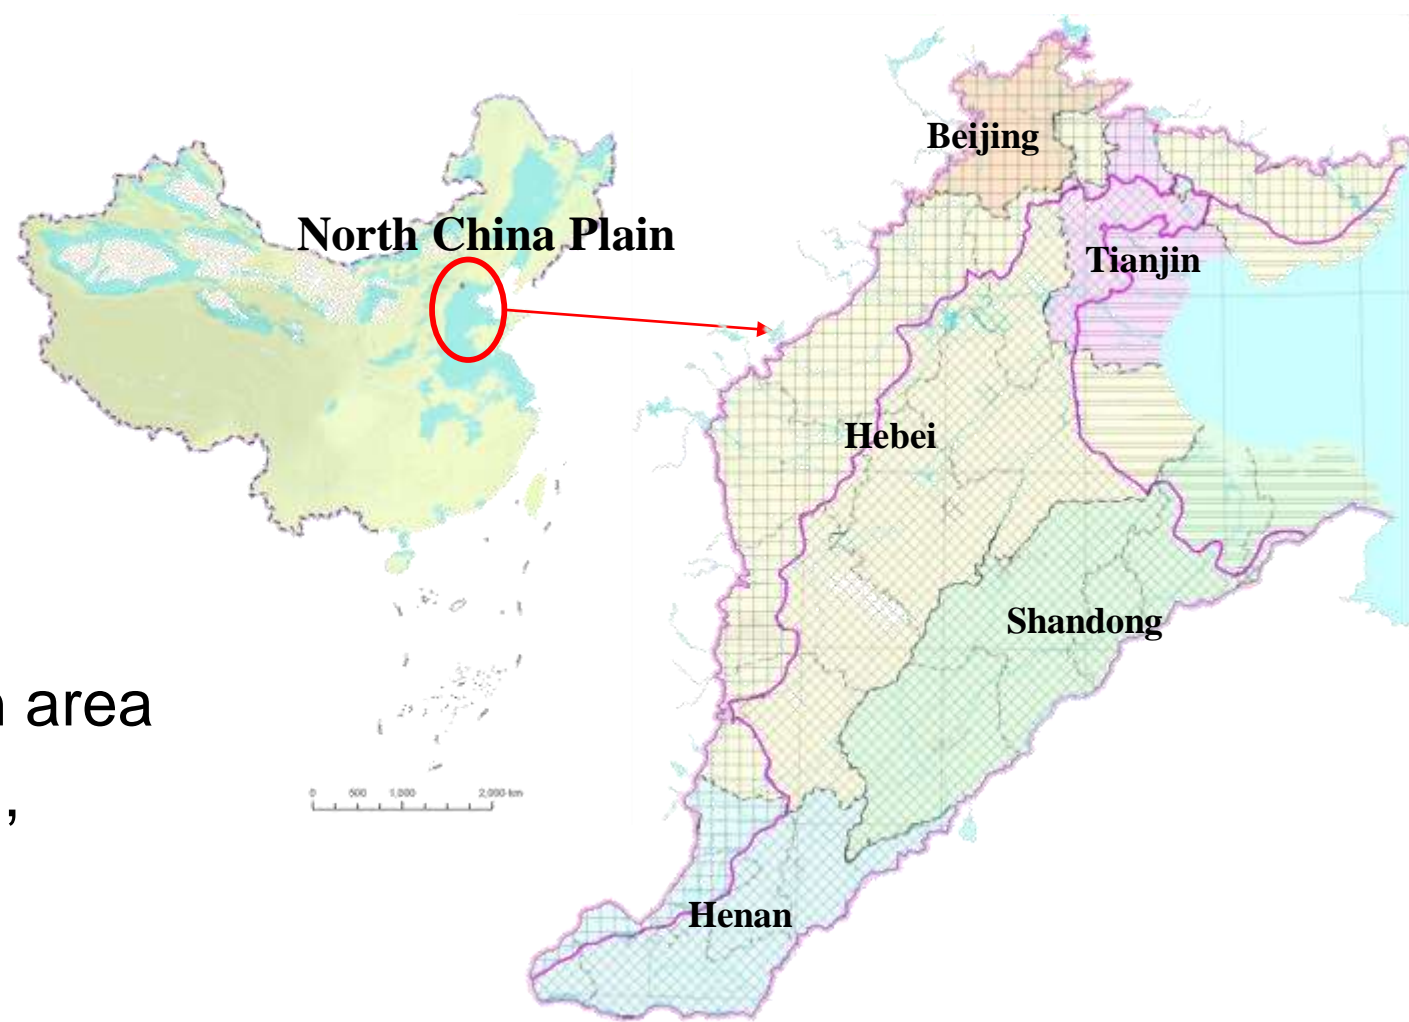 Beijing
North China Plain
Tianjin
Hebei
Shandong
area
,
0 500 1,000 2,000 km
Henan